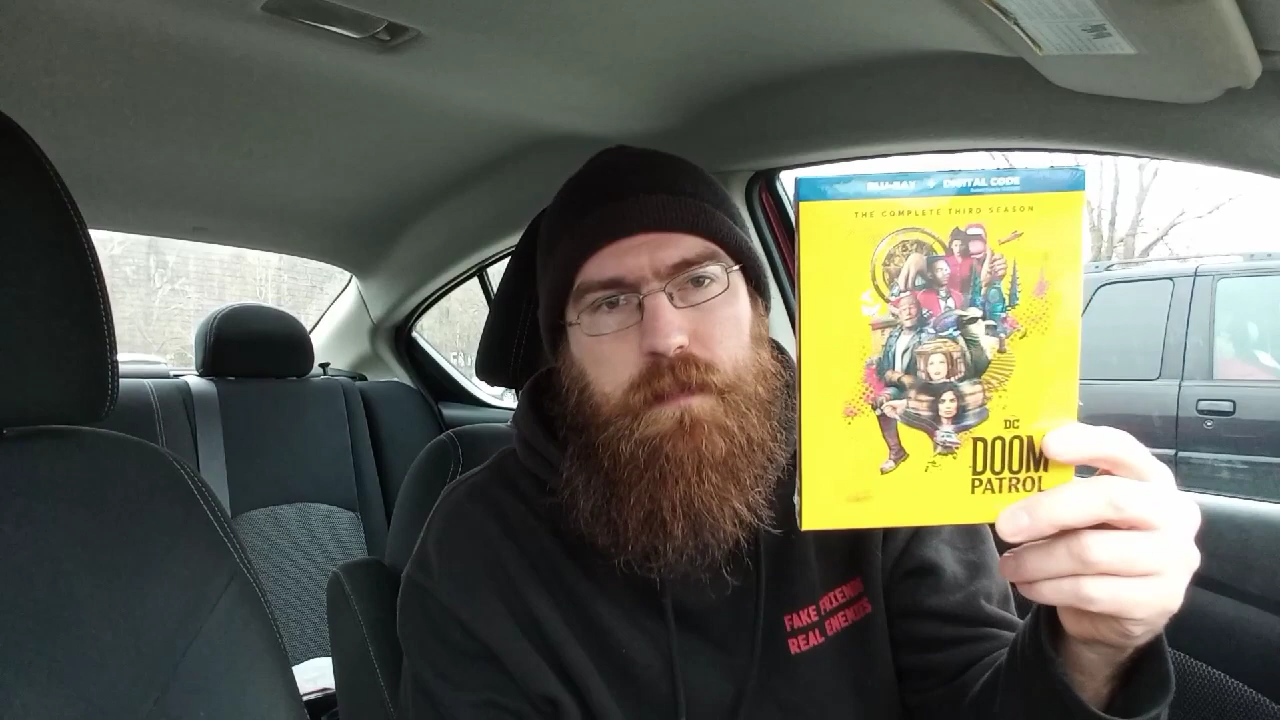 BLU-RAY + DIGITAL CODE
THE COMPLETE THIRD SEASON
DC
DOOM
PATROL
FAKE FRIENDS
REAL ENEMIES